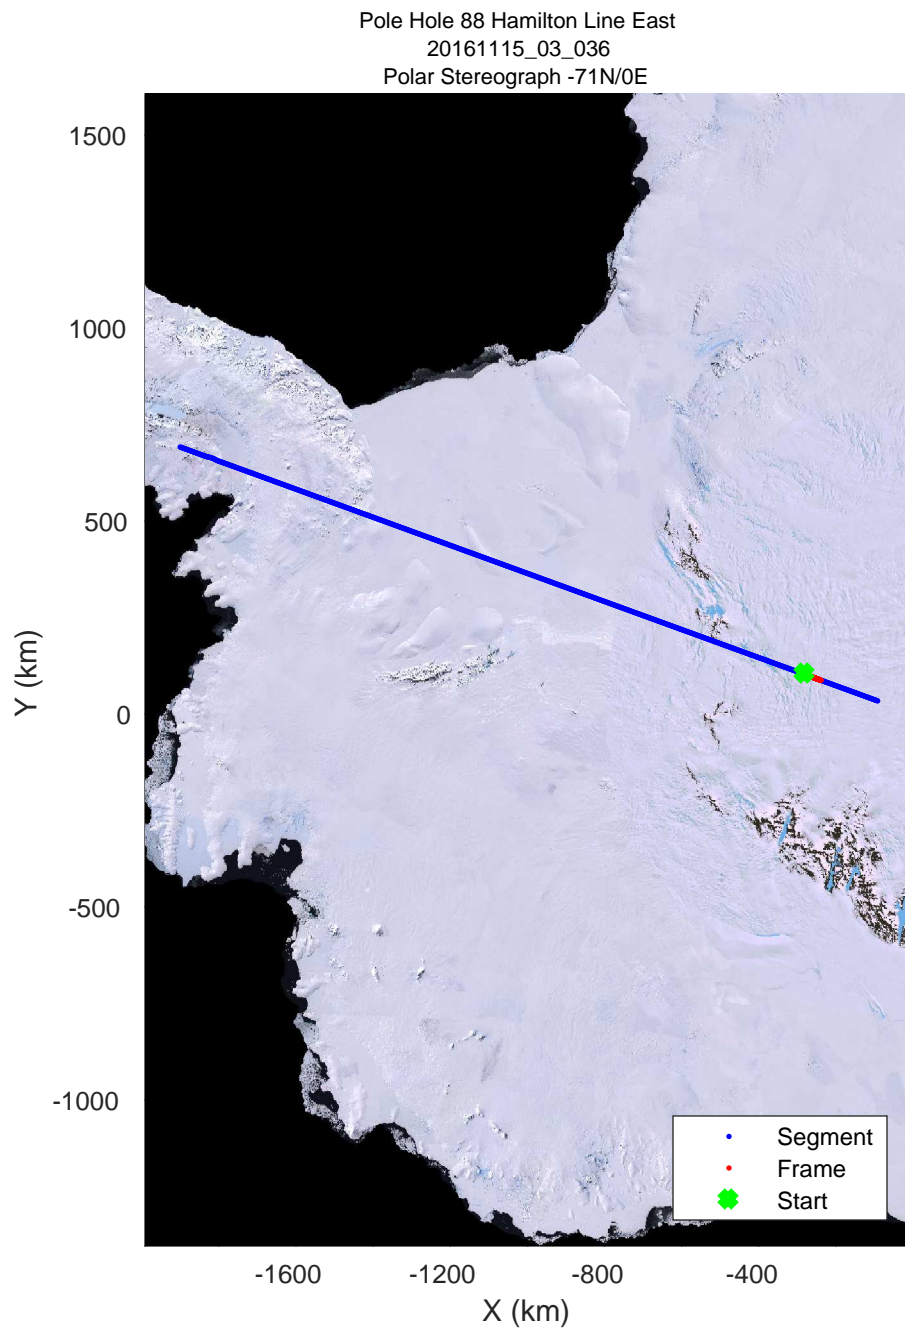 Pole Hole 88 Hamilton Line East
20161115_03_036
Polar Stereograph -71N/0E
1500
1000
500
0
-500
-1000
Y (km)
-1600
-1200
-800
-400
X (km)
Segment
Frame
Start